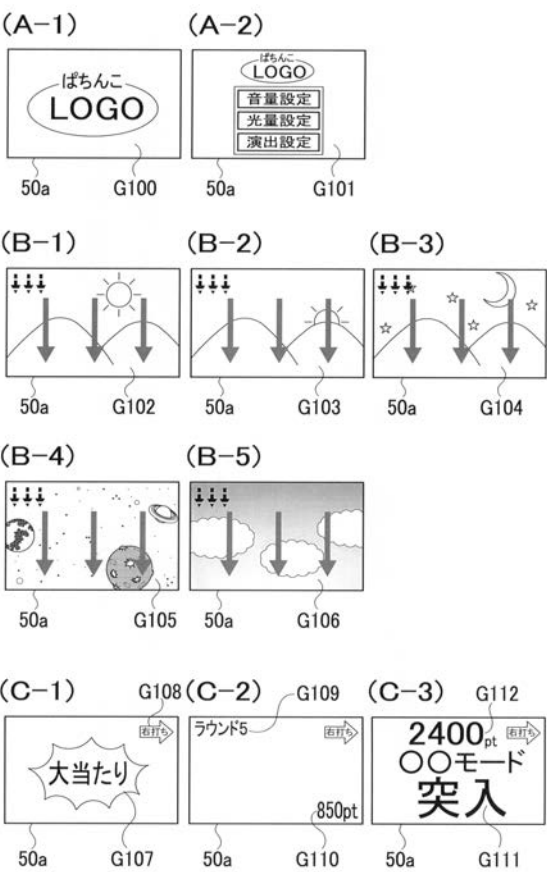 (A-1)
(A-2)
ぱちんこ
LOGO
ぱちんこ
LOGO
音量設定
光量設定
演出設定
50a
G100
50a
G101
(B-1)
(B-2)
(B-3)
50a
G102
50a
G103
50a
G104
(B-4)
(B-5)
50a
G105
50a
G106
(C-1)
G108
(C-2)
G109
(C-3)
G112
右打ち
大当たり
ラウンド5
右打ち
850pt
2400pt
右打ち
○○モード
突入
50a
G107
50a
G110
50a
G111